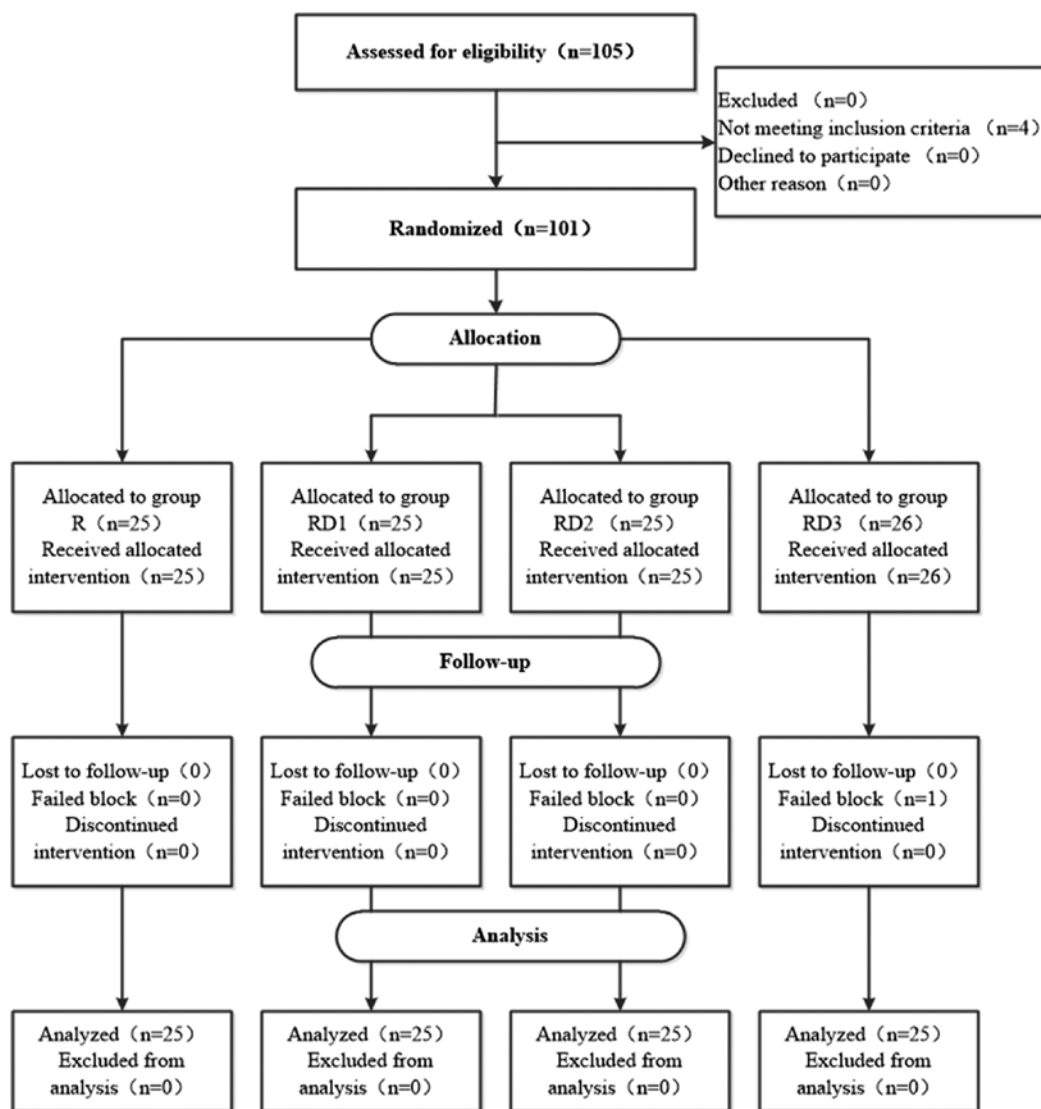 Assessed for eligibility（n=105）
Excluded （n=0）
Not meeting inclusion criteria （n=4）
Declined to participate（n=0）
Other reason（n=0）
Randomized（n=101）
Allocation
Allocated to group
R（n=25）
Received allocated
intervention（n=25）
Allocated to group
RD1（n=25）
Received allocated
intervention（n=25）
Allocated to group
RD2（n=25）
Received allocated
intervention（n=25）
Allocated to group
RD3（n=26）
Received allocated
intervention（n=26）
Follow-up
Lost to follow-up（0）
Failed block（n=0）
Discontinued
intervention（n=0）
Lost to follow-up（0）
Failed block（n=0）
Discontinued
intervention（n=0）
Lost to follow-up（0）
Failed block（n=0）
Discontinued
intervention（n=0）
Lost to follow-up（0）
Failed block（n=1）
Discontinued
intervention（n=0）
Analysis
Analyzed（n=25）
Excluded from
analysis（n=0）
Analyzed（n=25）
Excluded from
analysis（n=0）
Analyzed（n=25）
Excluded from
analysis（n=0）
Analyzed（n=25）
Excluded from
analysis（n=0）